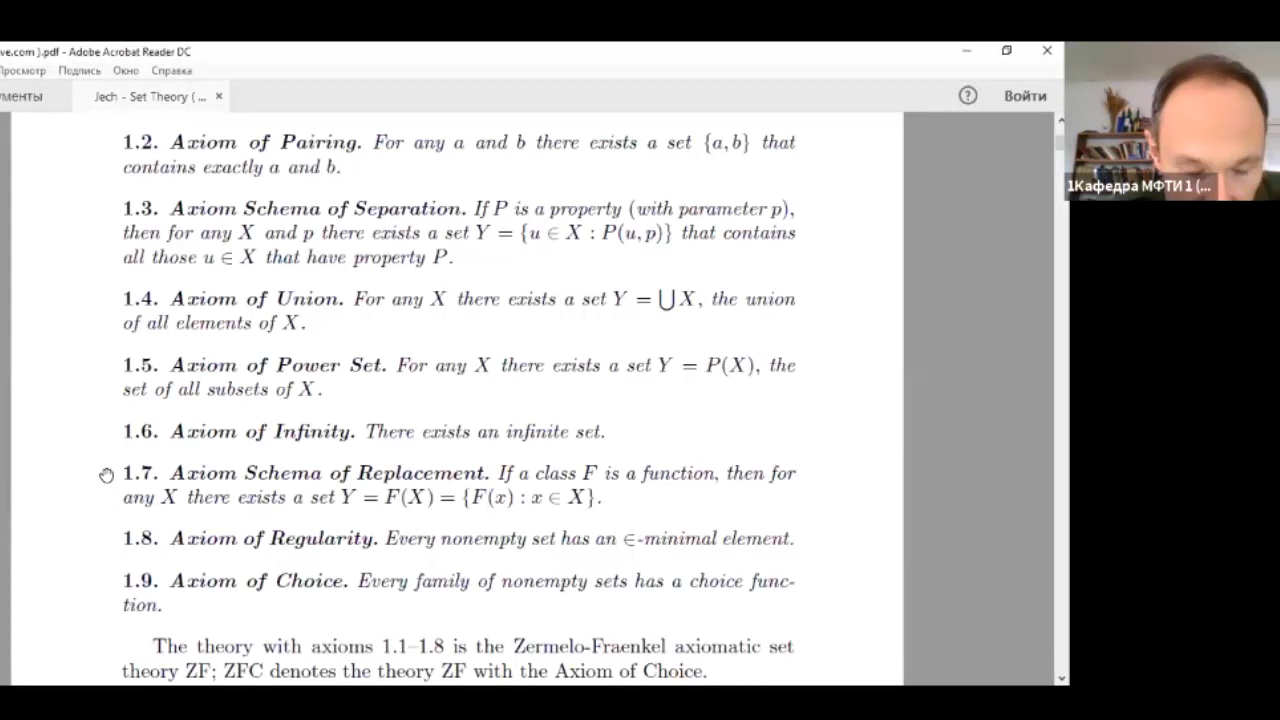 ve.com ).pdf - Adobe Acrobat Reader DC
Просмотр Подпись Окно Справка
ументы Jech - Set Theory ( ... × Войти
1.2. Axiom of Pairing. For any a and b there exists a set {a, b} that
contains exactly a and b.
1.3. Axiom Schema of Separation. If P is a property (with parameter p),
then for any X and p there exists a set Y = {u ∈ X : P(u, p)} that contains
all those u ∈ X that have property P.
1.4. Axiom of Union. For any X there exists a set Y = ⋃ X, the union
of all elements of X.
1.5. Axiom of Power Set. For any X there exists a set Y = P(X), the
set of all subsets of X.
1.6. Axiom of Infinity. There exists an infinite set.
1.7. Axiom Schema of Replacement. If a class F is a function, then for
any X there exists a set Y = F(X) = {F(x) : x ∈ X}.
1.8. Axiom of Regularity. Every nonempty set has an ∈-minimal element.
1.9. Axiom of Choice. Every family of nonempty sets has a choice func-
tion.
The theory with axioms 1.1–1.8 is the Zermelo-Fraenkel axiomatic set
theory ZF; ZFC denotes the theory ZF with the Axiom of Choice.
1Кафедра МФТИ 1 (...